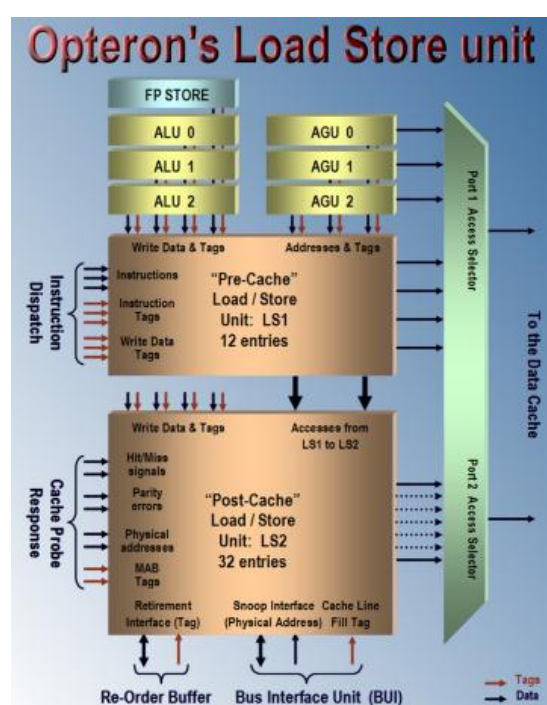 Opteron's Load Store unit
FP STORE
ALU 0
ALU 1
ALU 2
AGU 0
AGU 1
AGU 2
Port 1 Access Selector
Write Data & Tags
Addresses & Tags
Instruction
Dispatch
Instructions
Instruction
Tags
Write Data
Tags
"Pre-Cache"
Load / Store
Unit: LS1
12 entries
To the Data Cache
Write Data & Tags
Accesses from
LS1 to LS2
Cache Probe
Response
Hit/Miss
signals
Parity
errors
Physical
addresses
MAB
Tags
"Post-Cache"
Load / Store
Unit: LS2
32 entries
Port 2 Access Selector
Retirement
Interface (Tag)
Snoop Interface
(Physical Address)
Cache Line
Fill Tag
Re-Order Buffer
Bus Interface Unit (BUI)
Tags
Data